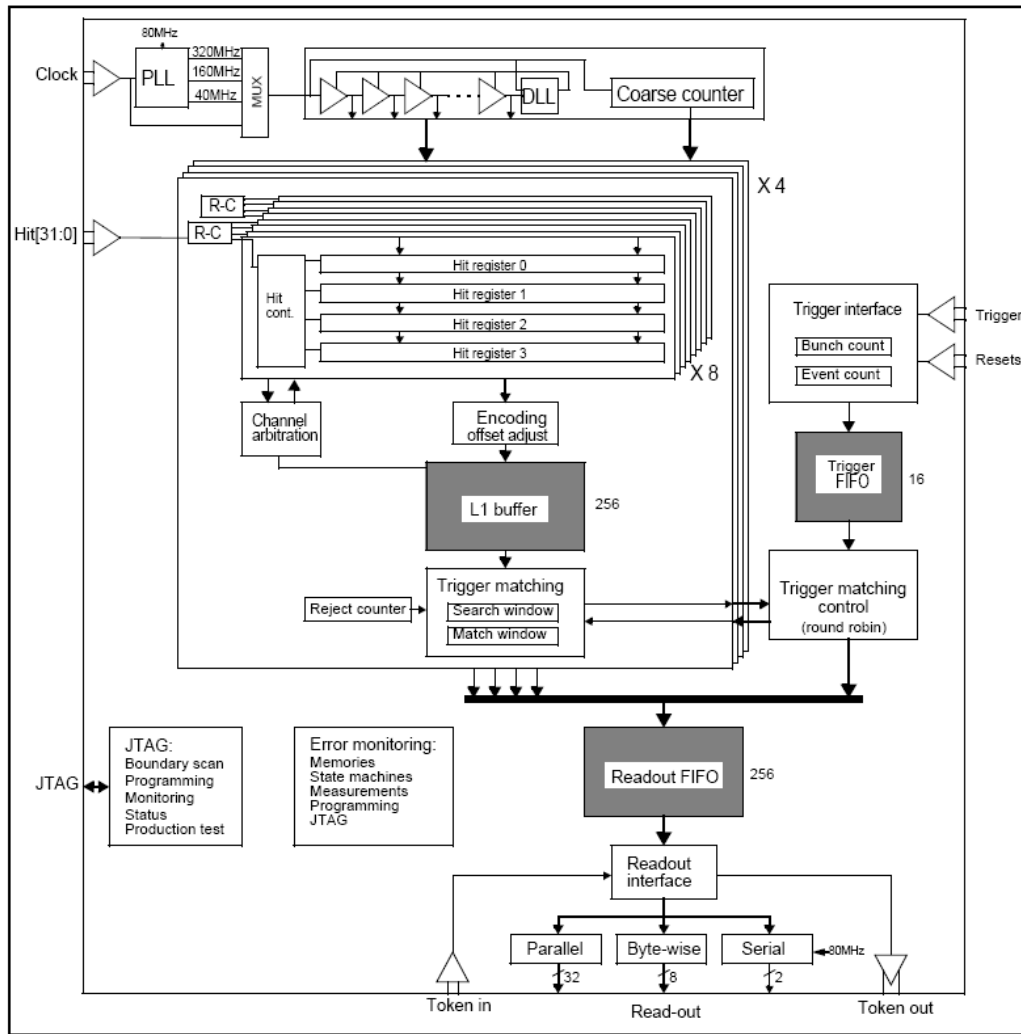 80MHz
Clock
PLL
320MHz
160MHz
40MHz
MUX
DLL
Coarse counter
X 4
Hit[31:0]
R-C
R-C
Hit cont.
Hit register 0
Hit register 1
Hit register 2
Hit register 3
X 8
Trigger interface
Bunch count
Event count
Trigger
Resets
Channel
arbitration
Encoding
offset adjust
Trigger
FIFO
16
L1 buffer
256
Reject counter
Trigger matching
Search window
Match window
Trigger matching
control
(round robin)
JTAG
JTAG:
Boundary scan
Programming
Monitoring
Status
Production test
Error monitoring:
Memories
State machines
Measurements
Programming
JTAG
Readout FIFO
256
Readout
interface
Parallel
Byte-wise
Serial
80MHz
32
8
2
Token in
Read-out
Token out